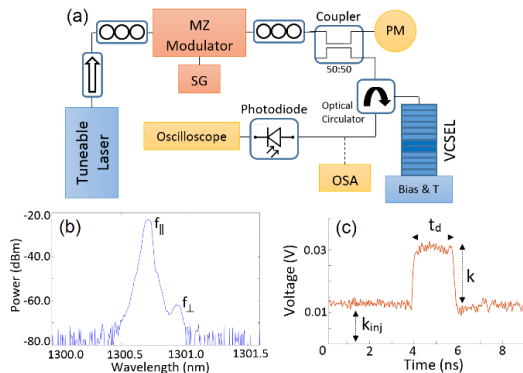 (a)
MZ
Modulator
Coupler
PM
SG
50:50
Tuneable
Laser
Photodiode
Optical
Circulator
Oscilloscope
VCSEL
OSA
Bias & T
(b)
-20.0
-40.0
-60.0
-80.0
Power (dBm)
f∥
f⊥
1300.0 1300.5 1301.0 1301.5
Wavelength (nm)
(c)
0.03
0.01
Voltage (V)
td
k
kinj
0 2 4 6 8
Time (ns)